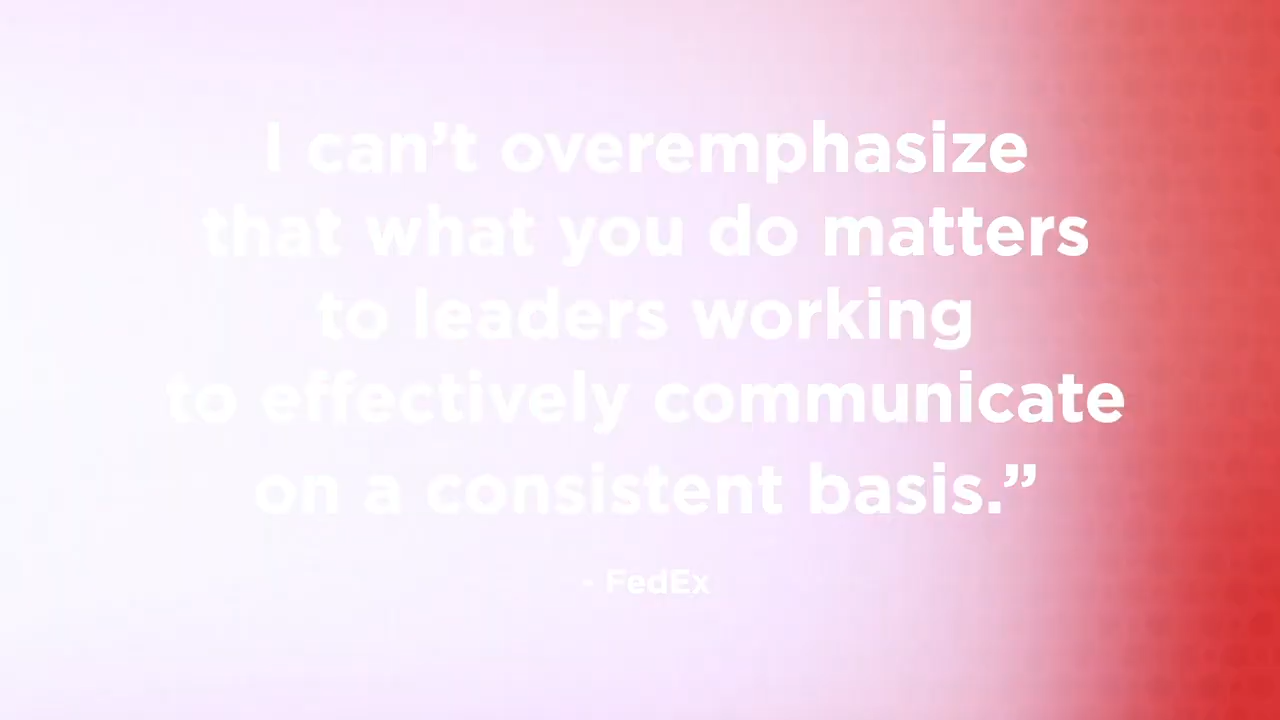 I can’t overemphasize
that what you do matters
to leaders working
to effectively communicate
on a consistent basis.”
- FedEx